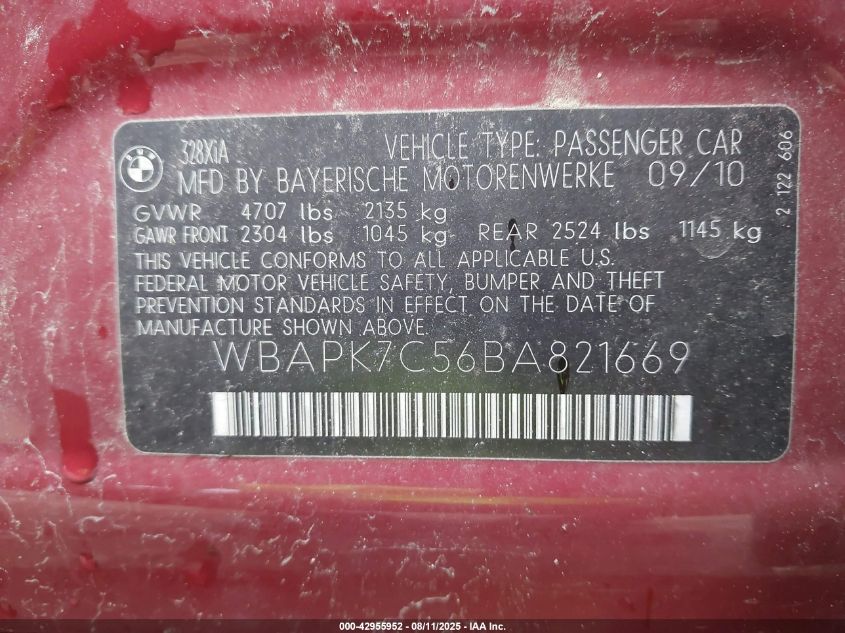 BMW
328XiA VEHICLE TYPE: PASSENGER CAR
MFD BY BAYERISCHE MOTORENWERKE 09/10
GVWR 4707 lbs 2135 kg
GAWR FRONT 2304 lbs 1045 kg REAR 2524 lbs 1145 kg
THIS VEHICLE CONFORMS TO ALL APPLICABLE U.S.
FEDERAL MOTOR VEHICLE SAFETY, BUMPER AND THEFT
PREVENTION STANDARDS IN EFFECT ON THE DATE OF
MANUFACTURE SHOWN ABOVE.
WBAPK7C56BA821669
2 122 606
000-42955952 - 08/11/2025 - IAA Inc.